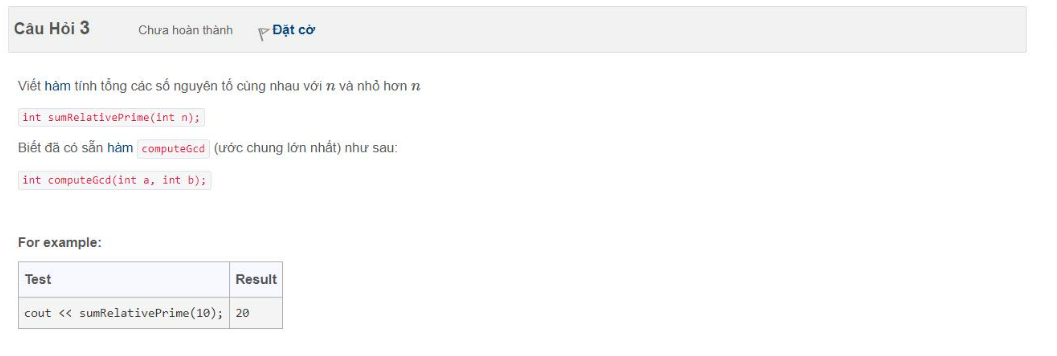 Câu Hỏi 3 Chưa hoàn thành Đặt cờ
Viết hàm tính tổng các số nguyên tố cùng nhau với n và nhỏ hơn n
int sumRelativePrime(int n);
Biết đã có sẵn hàm computeGcd (ước chung lớn nhất) như sau:
int computeGcd(int a, int b);
For example:
Test Result
cout << sumRelativePrime(10); 20